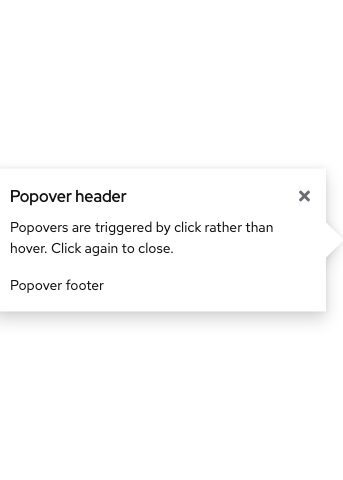 Popover header
Popovers are triggered by click rather than
hover. Click again to close.
Popover footer